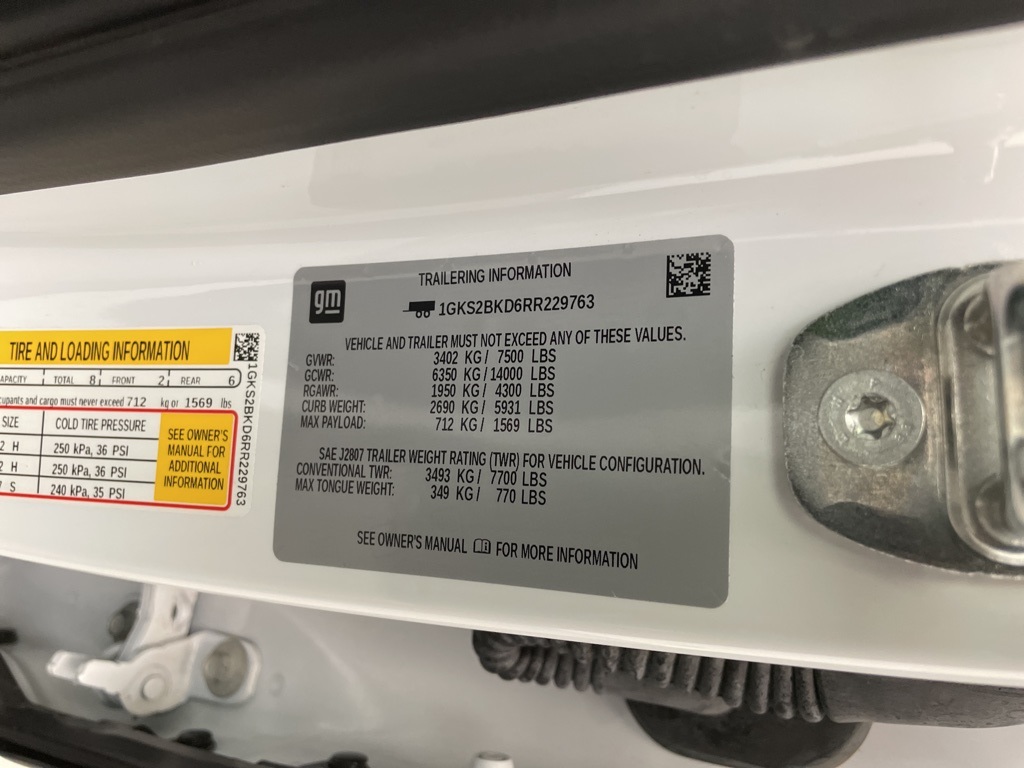 TIRE AND LOADING INFORMATION
APACITY TOTAL 8 FRONT 2 REAR 6
upants and cargo must never exceed 712 kg or 1569 lbs
SIZE COLD TIRE PRESSURE
2 H 250 kPa, 36 PSI
2 H 250 kPa, 36 PSI
S 240 kPa, 35 PSI
SEE OWNER'S
MANUAL FOR
ADDITIONAL
INFORMATION
1GKS2BKD6RR229763
gm
TRAILERING INFORMATION
1GKS2BKD6RR229763
VEHICLE AND TRAILER MUST NOT EXCEED ANY OF THESE VALUES.
GVWR: 3402 KG / 7500 LBS
GCWR: 6350 KG / 14000 LBS
RGAWR: 1950 KG / 4300 LBS
CURB WEIGHT: 2690 KG / 5931 LBS
MAX PAYLOAD: 712 KG / 1569 LBS
SAE J2807 TRAILER WEIGHT RATING (TWR) FOR VEHICLE CONFIGURATION.
CONVENTIONAL TWR: 3493 KG / 7700 LBS
MAX TONGUE WEIGHT: 349 KG / 770 LBS
SEE OWNER'S MANUAL FOR MORE INFORMATION